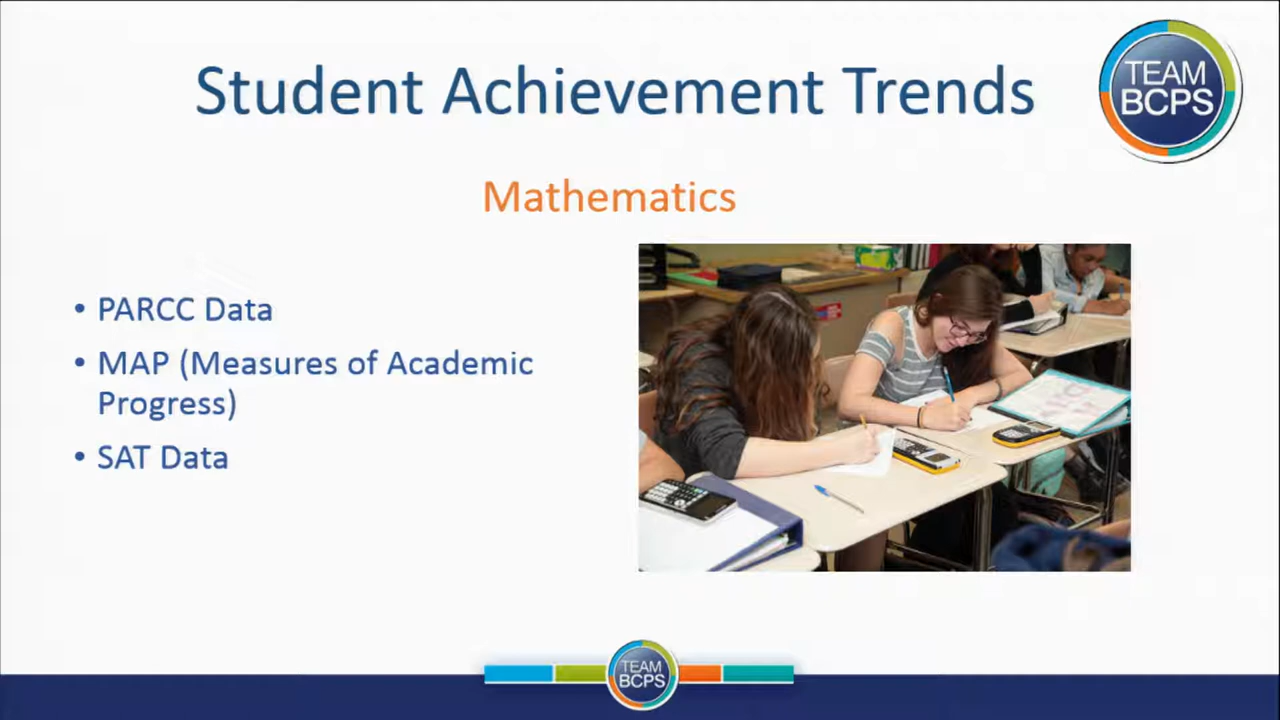 Student Achievement Trends
TEAM
BCPS
Mathematics
• PARCC Data
• MAP (Measures of Academic
Progress)
• SAT Data
TEAM
BCPS